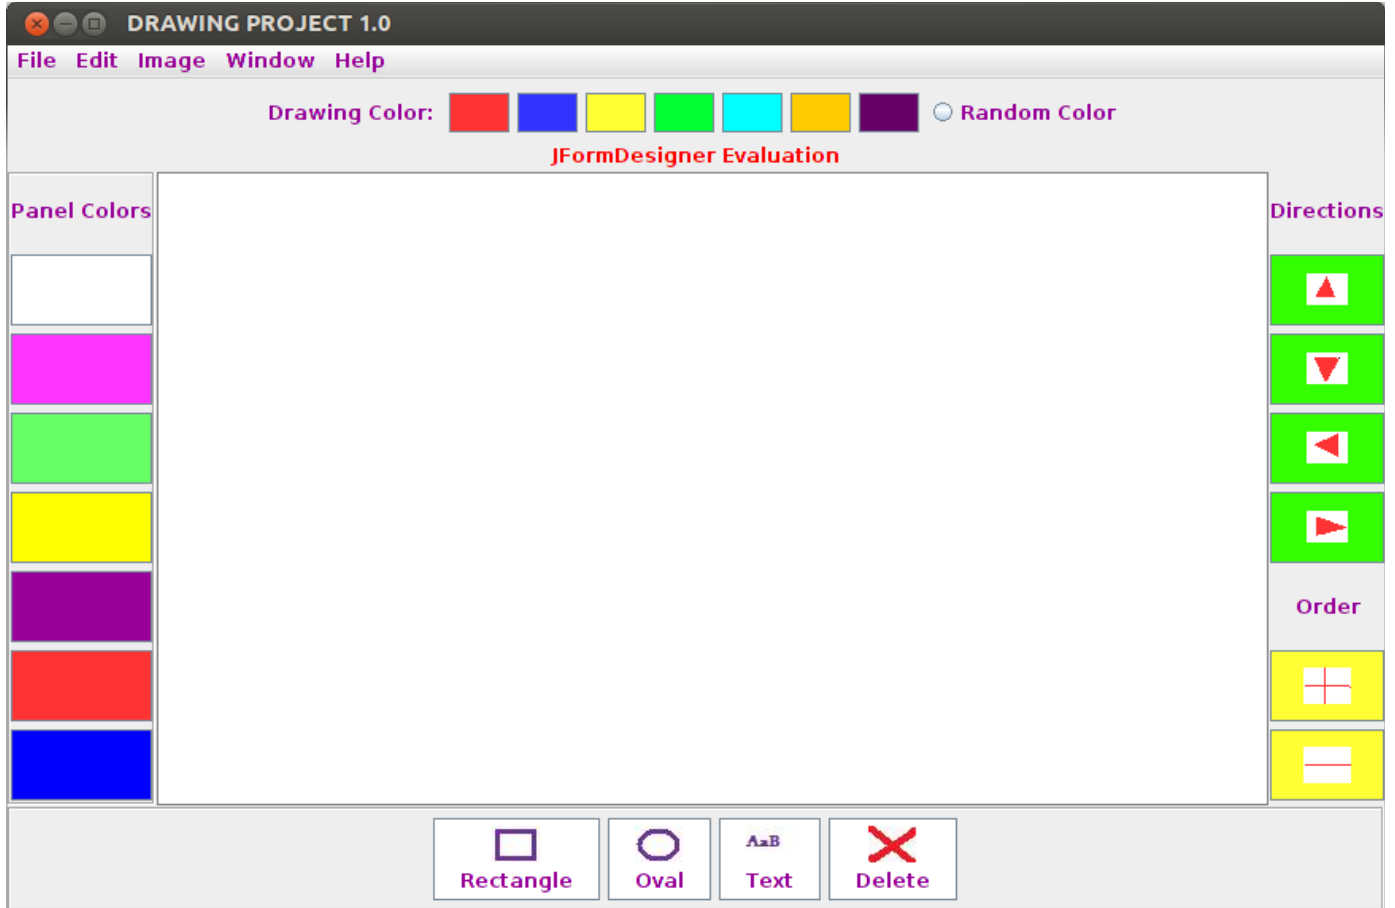 DRAWING PROJECT 1.0
File Edit Image Window Help
Drawing Color: Random Color
JFormDesigner Evaluation
Panel Colors
Directions
Order
AaB
Rectangle Oval Text Delete